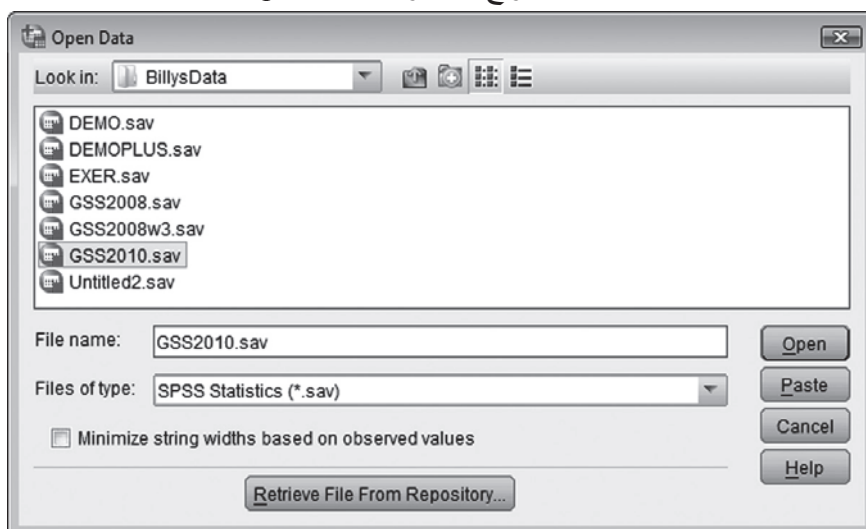 Open Data
Look in: BillysData
DEMO.sav
DEMOPLUS.sav
EXER.sav
GSS2008.sav
GSS2008w3.sav
GSS2010.sav
Untitled2.sav
File name: GSS2010.sav
Open
Files of type: SPSS Statistics (*.sav)
Paste
Minimize string widths based on observed values
Cancel
Help
Retrieve File From Repository...